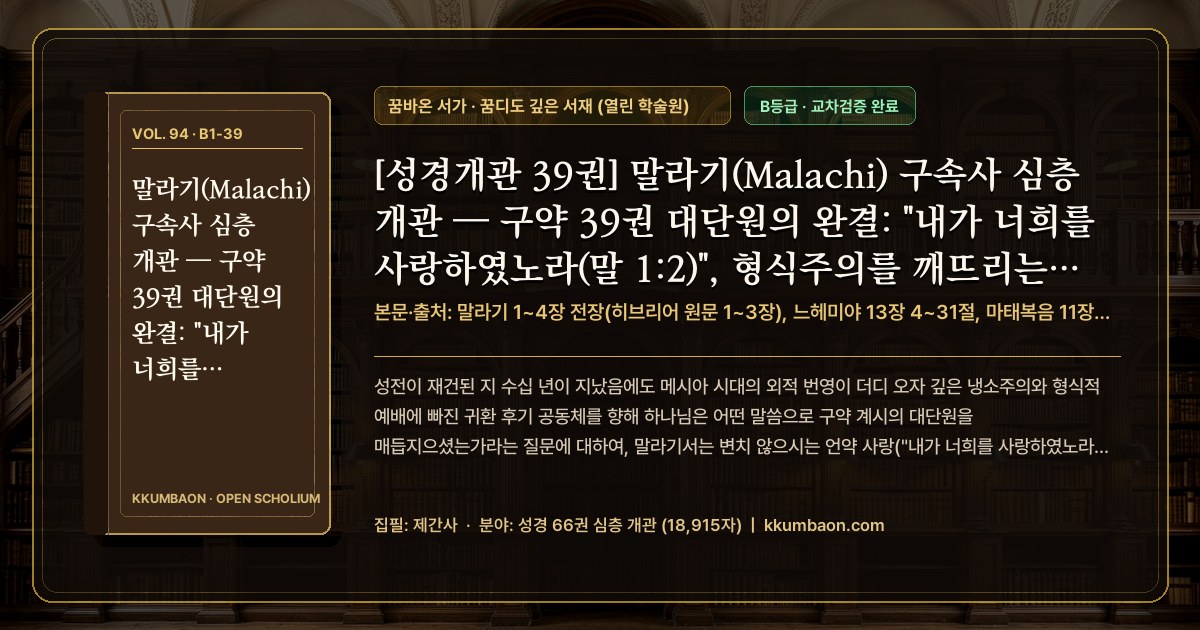 VOL. 94 · B1-39
말라기(Malachi)
구속사 심층
개관 — 구약
39권 대단원의
완결: "내가
너희를…
KKUMBAON · OPEN SCHOLIUM
꿈바온 서가 · 꿈디도 깊은 서재 (열린 학술원)
B등급 · 교차검증 완료
[성경개관 39권] 말라기(Malachi) 구속사 심층
개관 — 구약 39권 대단원의 완결: "내가 너희를
사랑하였노라(말 1:2)", 형식주의를 깨뜨리는…
본문·출처: 말라기 1~4장 전장(히브리어 원문 1~3장), 느헤미야 13장 4~31절, 마태복음 11장…
성전이 재건된 지 수십 년이 지났음에도 메시아 시대의 외적 번영이 더디 오자 깊은 냉소주의와 형식적
예배에 빠진 귀환 후기 공동체를 향해 하나님은 어떤 말씀으로 구약 계시의 대단원을
매듭지으셨는가라는 질문에 대하여, 말라기서는 변치 않으시는 언약 사랑("내가 너희를 사랑하였노라…
집필: 제간사 · 분야: 성경 66권 심층 개관 (18,915자) | kkumbaon.com